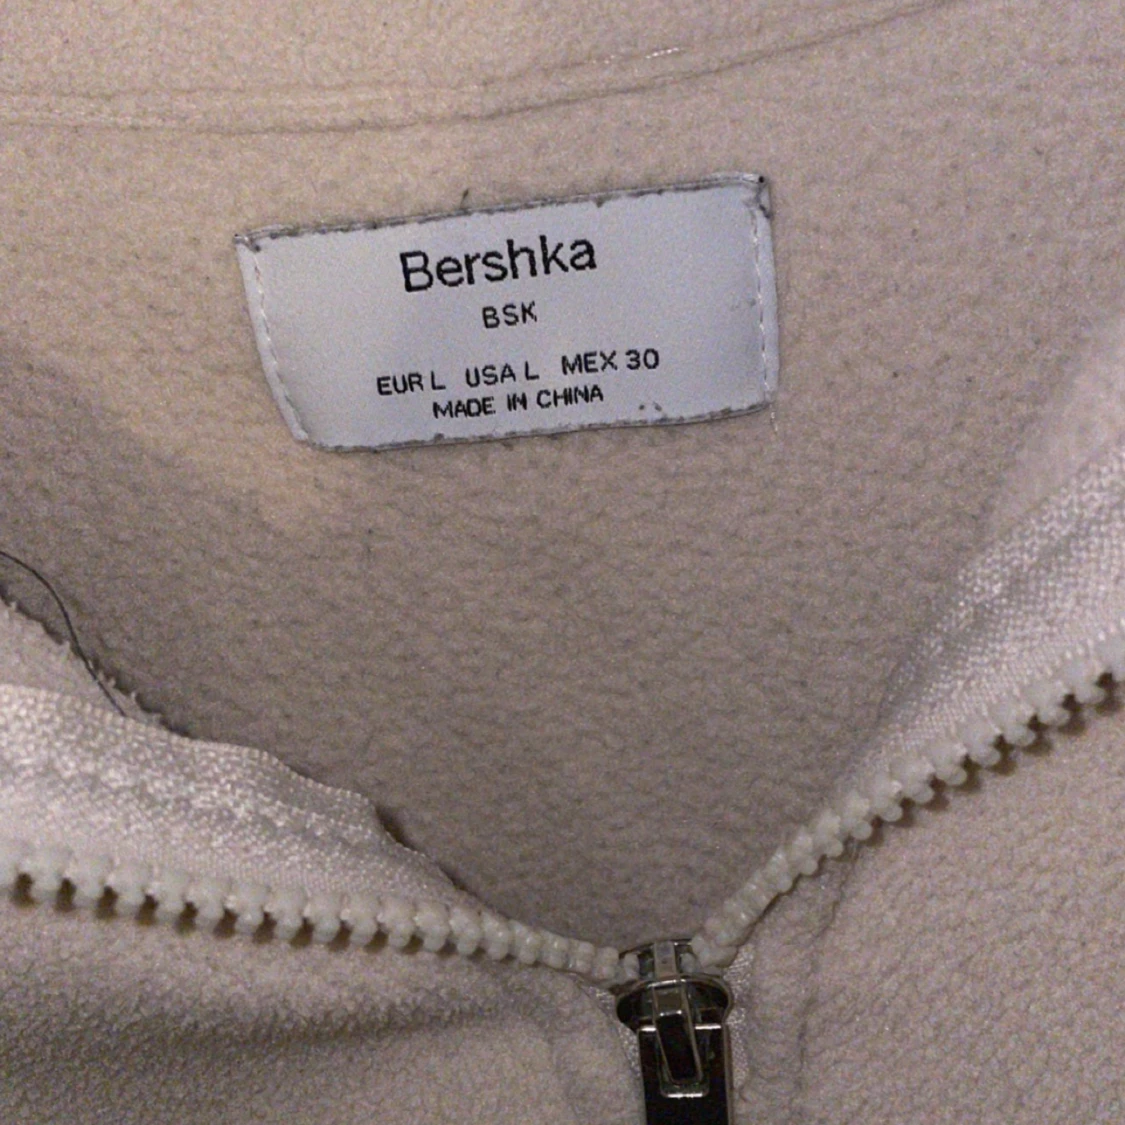 Bershka
BSK
EUR L USA L MEX 30
MADE IN CHINA